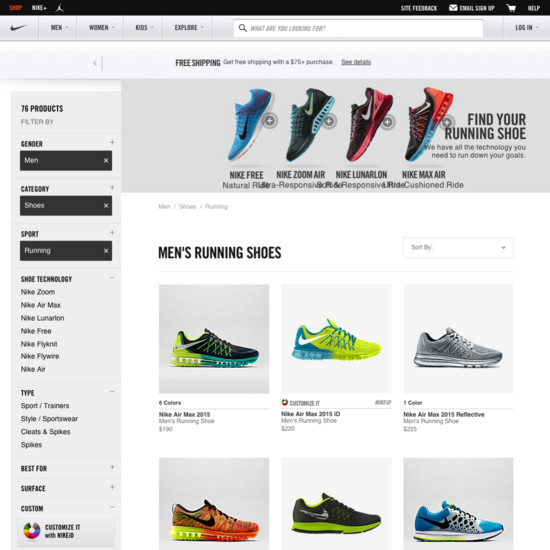 SHOP NIKE+ SITE FEEDBACK EMAIL SIGN UP HELP
MEN WOMEN KIDS EXPLORE WHAT ARE YOU LOOKING FOR? LOG IN
FREE SHIPPING Get free shipping with a $75+ purchase. See details
76 PRODUCTS
FILTER BY
GENDER
Men
CATEGORY
Shoes
SPORT
Running
SHOE TECHNOLOGY
Nike Zoom
Nike Air Max
Nike Lunarlon
Nike Free
Nike Flyknit
Nike Flywire
Nike Air
TYPE
Sport / Trainers
Style / Sportswear
Cleats & Spikes
Spikes
BEST FOR
SURFACE
CUSTOM
CUSTOMIZE IT
with NIKEiD
FIND YOUR
RUNNING SHOE
We have all the technology you
need to run down your goals.
NIKE FREE NIKE ZOOM AIR NIKE LUNARLON NIKE MAX AIR
Natural Ride Ultra-Responsive Ride Soft & Responsive Ride Ultra Cushioned Ride
Men / Shoes / Running
MEN'S RUNNING SHOES
Sort By:
6 Colors
Nike Air Max 2015
Men's Running Shoe
$190
CUSTOMIZE IT NIKEiD
Nike Air Max 2015 iD
Men's Running Shoe
$220
1 Color
Nike Air Max 2015 Reflective
Men's Running Shoe
$225